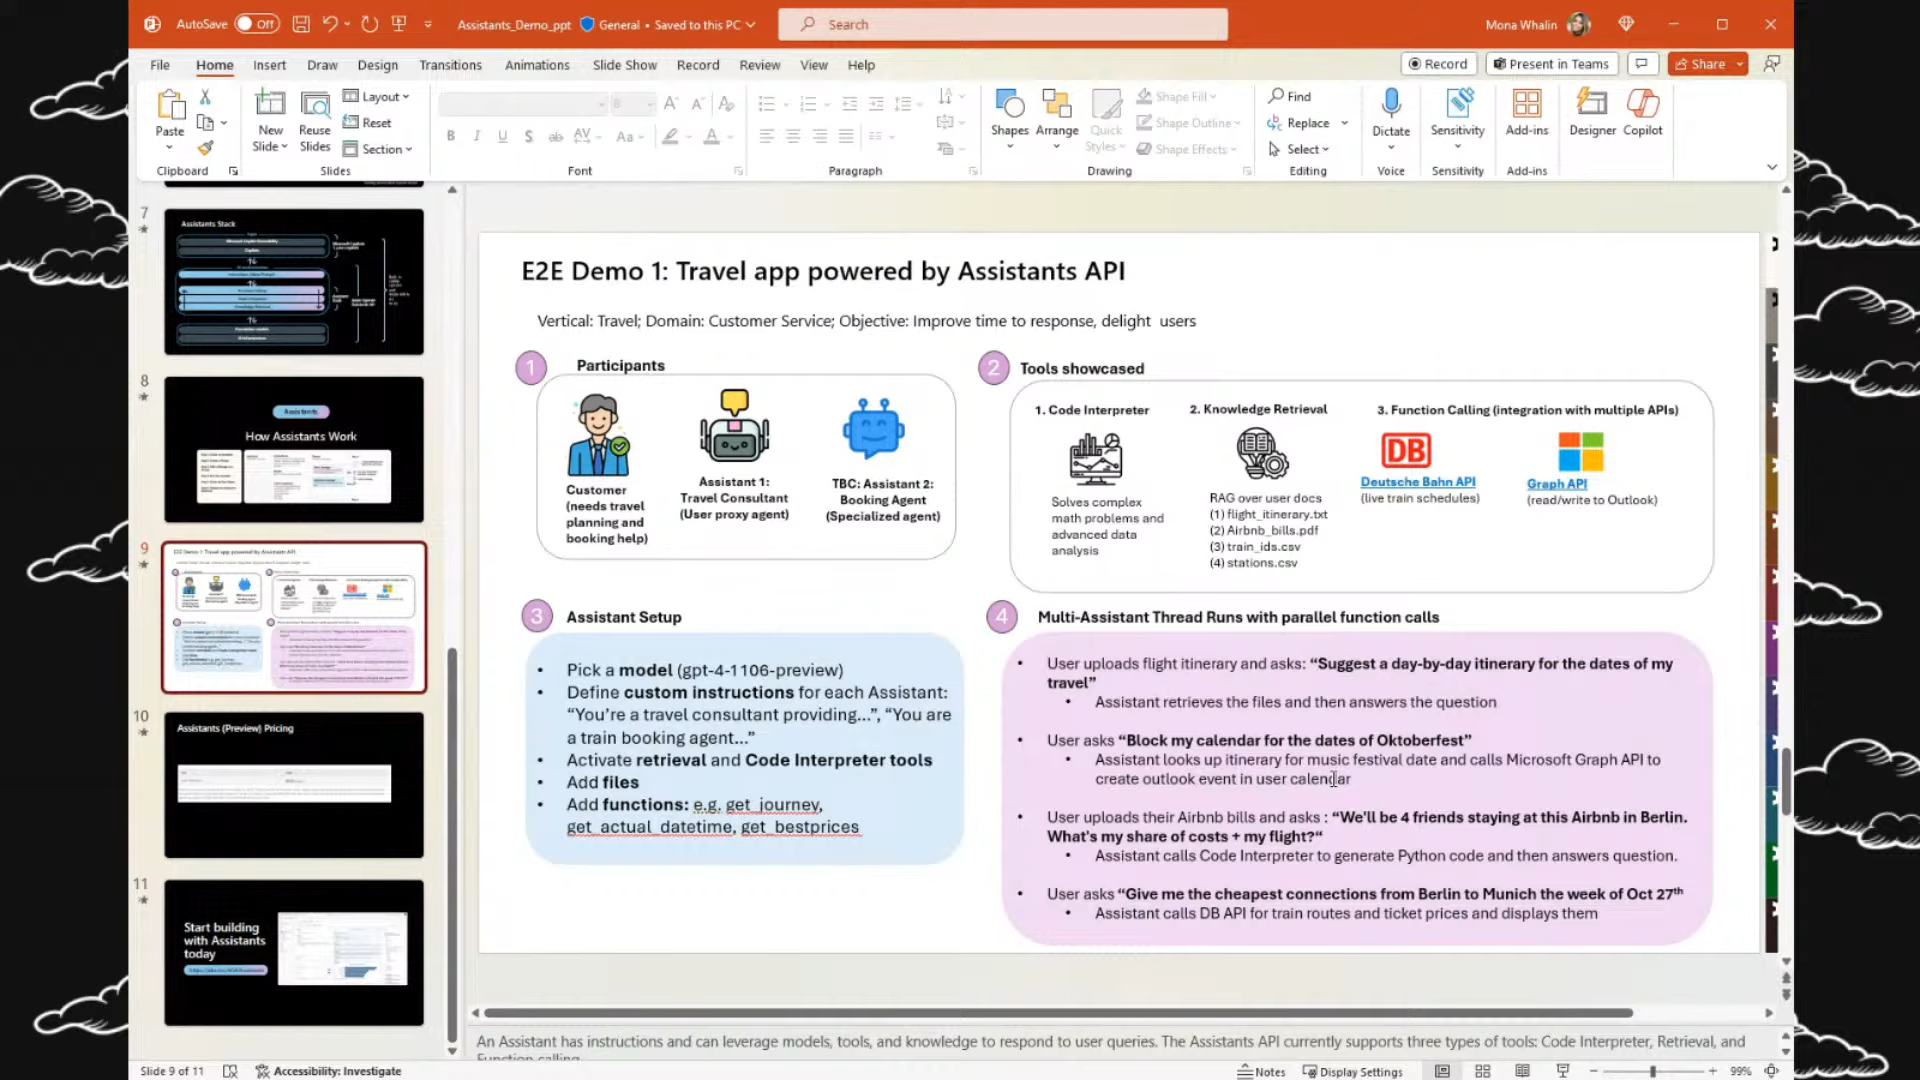 AutoSave
Off
Assistants_Demo_ppt
General • Saved to this PC
Search
Mona Whalin
File
Home
Insert
Draw
Design
Transitions
Animations
Slide Show
Record
Review
View
Help
Record
Present in Teams
Share
Paste
Clipboard
New
Slide
Reuse
Slides
Layout
Reset
Section
Slides
8
Aa
Font
Paragraph
Shapes
Arrange
Quick
Styles
Shape Fill
Shape Outline
Shape Effects
Drawing
Find
Replace
Select
Editing
Dictate
Voice
Sensitivity
Sensitivity
Add-ins
Add-ins
Designer
Copilot
7
Assistants Stack
8
Assistants
How Assistants Work
9
E2E Demo 1: Travel app powered by Assistants API
10
Assistants (Preview) Pricing
11
Start building
with Assistants
today
E2E Demo 1: Travel app powered by Assistants API
Vertical: Travel; Domain: Customer Service; Objective: Improve time to response, delight users
1
Participants
Customer
(needs travel
planning and
booking help)
Assistant 1:
Travel Consultant
(User proxy agent)
TBC: Assistant 2:
Booking Agent
(Specialized agent)
2
Tools showcased
1. Code Interpreter
Solves complex
math problems and
advanced data
analysis
2. Knowledge Retrieval
RAG over user docs
(1) flight_itinerary.txt
(2) Airbnb_bills.pdf
(3) train_ids.csv
(4) stations.csv
3. Function Calling (integration with multiple APIs)
DB
Deutsche Bahn API
(live train schedules)
Graph API
(read/write to Outlook)
3
Assistant Setup
• Pick a model (gpt-4-1106-preview)
• Define custom instructions for each Assistant:
“You’re a travel consultant providing...”, “You are
a train booking agent...”
• Activate retrieval and Code Interpreter tools
• Add files
• Add functions: e.g. get_journey,
get_actual_datetime, get_bestprices
4
Multi-Assistant Thread Runs with parallel function calls
• User uploads flight itinerary and asks: “Suggest a day-by-day itinerary for the dates of my
travel”
• Assistant retrieves the files and then answers the question
• User asks “Block my calendar for the dates of Oktoberfest”
• Assistant looks up itinerary for music festival date and calls Microsoft Graph API to
create outlook event in user calendar
• User uploads their Airbnb bills and asks : “We'll be 4 friends staying at this Airbnb in Berlin.
What's my share of costs + my flight?“
• Assistant calls Code Interpreter to generate Python code and then answers question.
• User asks “Give me the cheapest connections from Berlin to Munich the week of Oct 27th
• Assistant calls DB API for train routes and ticket prices and displays them
An Assistant has instructions and can leverage models, tools, and knowledge to respond to user queries. The Assistants API currently supports three types of tools: Code Interpreter, Retrieval, and
Function calling
Slide 9 of 11
Accessibility: Investigate
Notes
Display Settings
99%